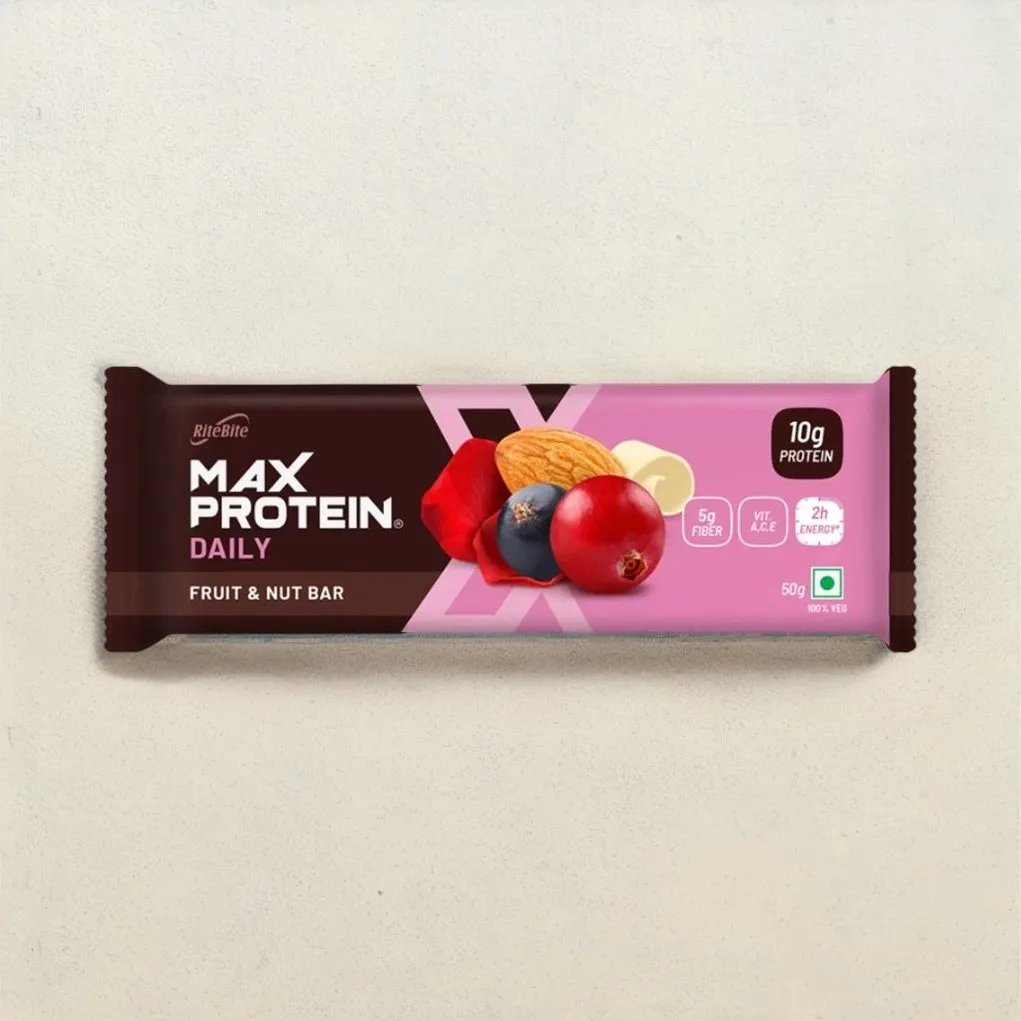 RiteBite
MAX
PROTEIN®
DAILY
FRUIT & NUT BAR
10g
PROTEIN
5g
FIBER
VIT.
A,C,E
2h
ENERGY*
50g
100% VEG